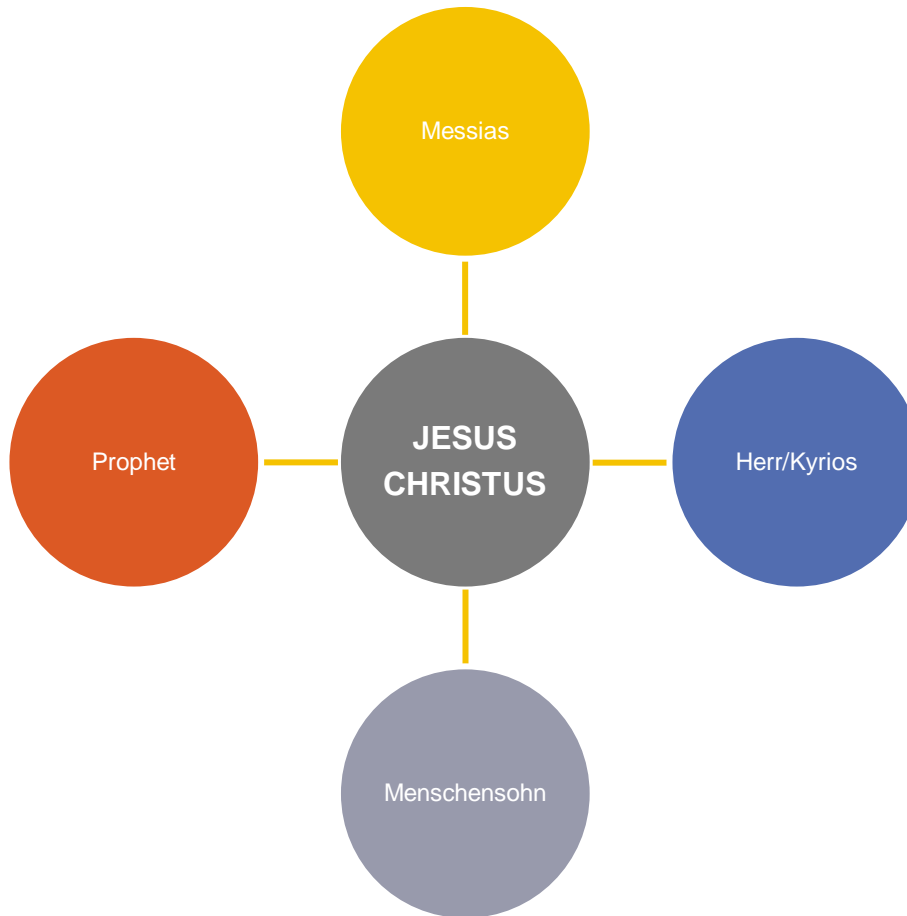 Messias
Prophet
JESUS
CHRISTUS
Herr/Kyrios
Menschensohn